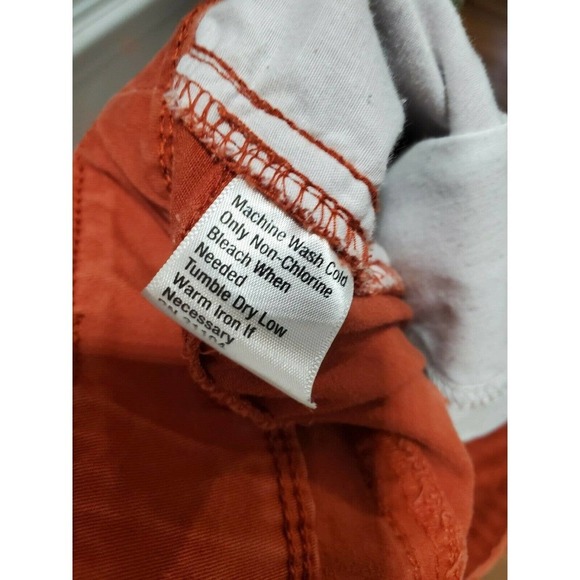 Machine Wash Cold
Only Non-Chlorine
Bleach When
Needed
Tumble Dry Low
Warm Iron If
Necessary